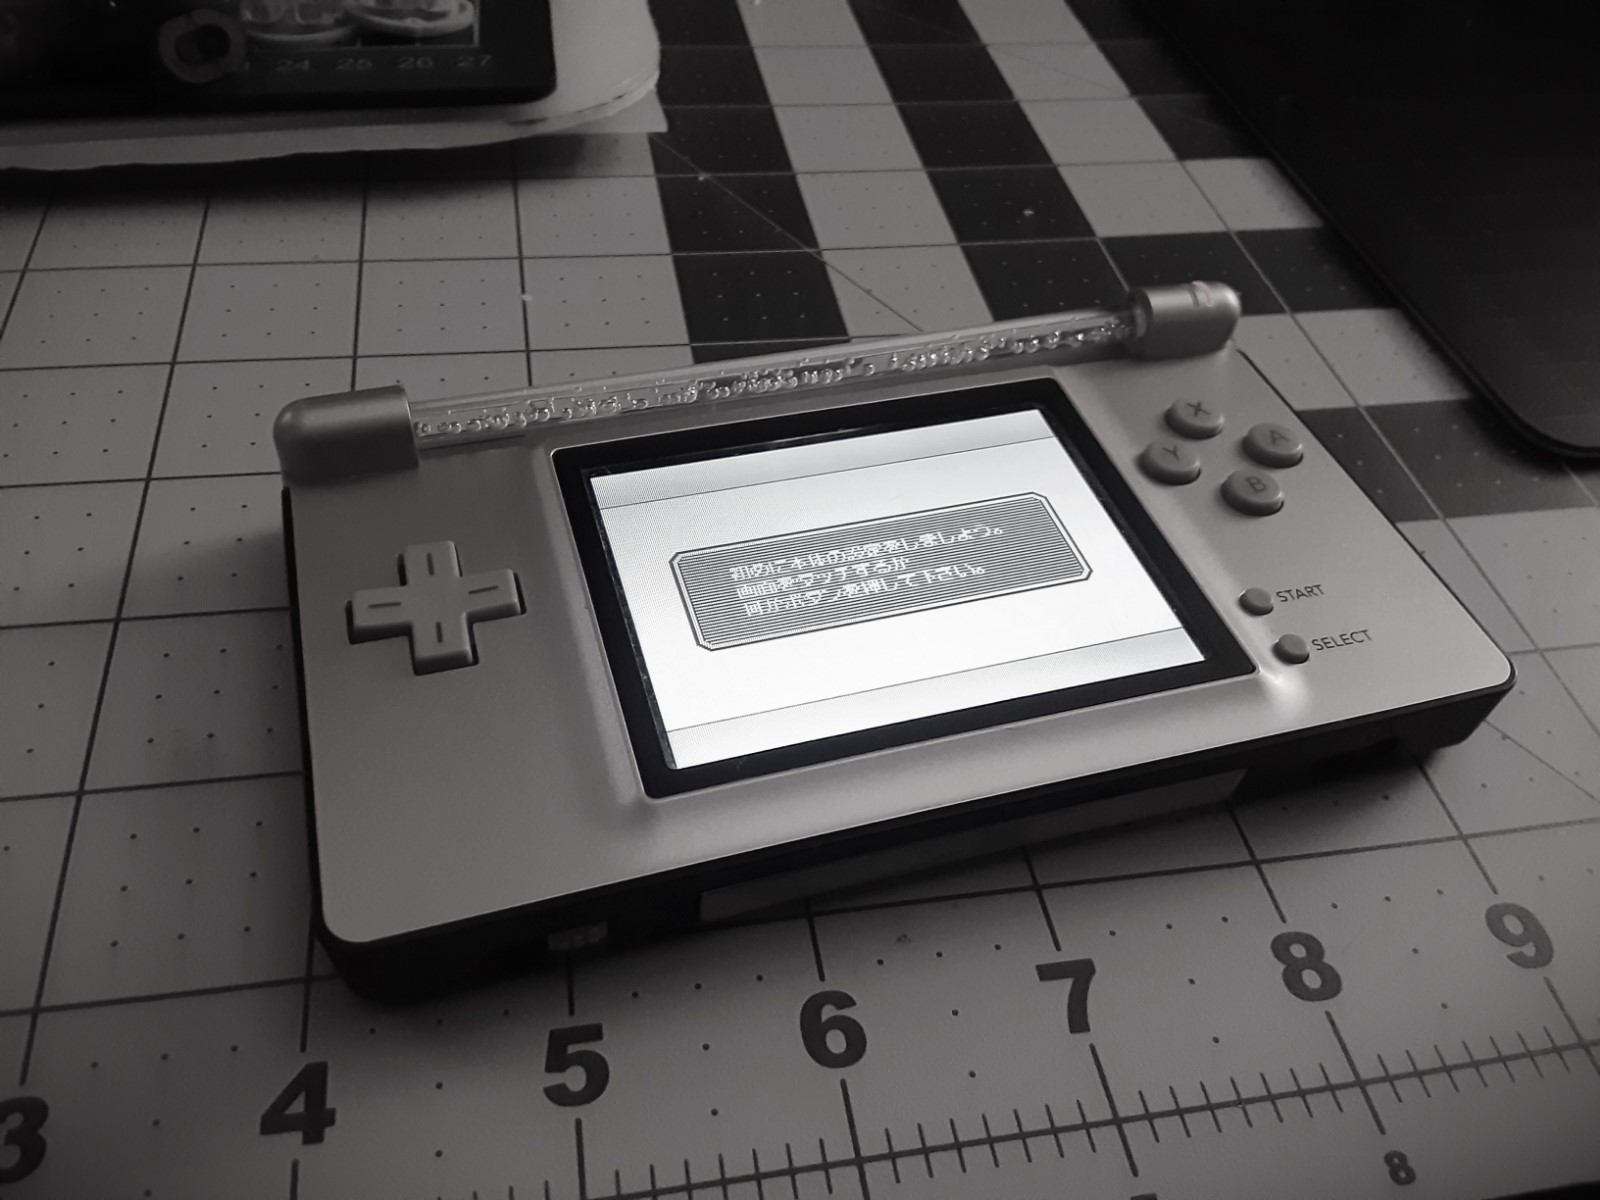 24 25 26 27
X
A
Y
B
初めに本体の設定をしましょう。
画面をタッチするか
何かボタンを押して下さい。
START
SELECT
3 4 5 6 7 8 9
8